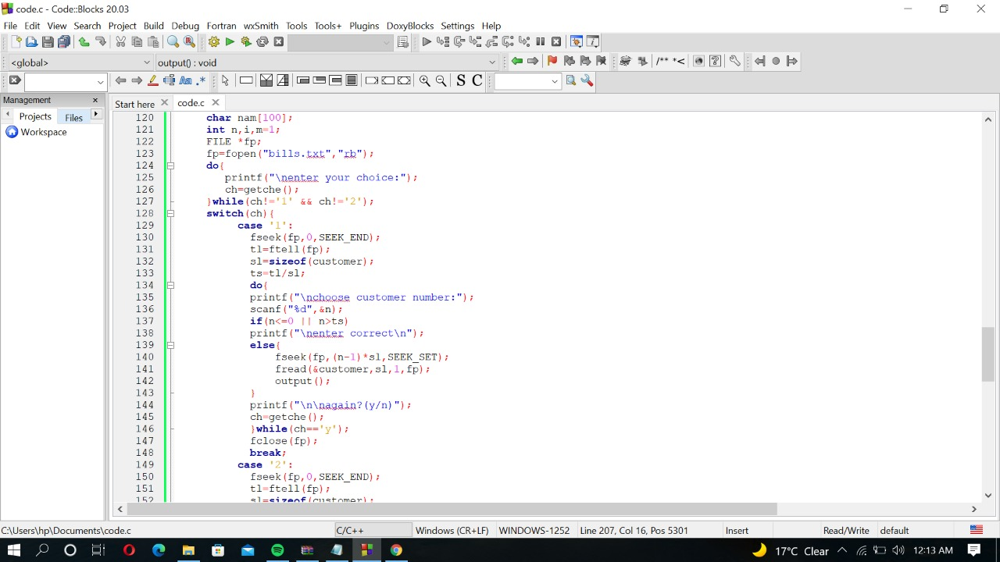 code.c - Code::Blocks 20.03
File Edit View Search Project Build Debug Fortran wxSmith Tools Tools+ Plugins DoxyBlocks Settings Help
<global> output() : void
/** *<
Aa .* S C
Management
Projects Files
Workspace
Start here code.c
120 char nam[100];
121 int n,i,m=1;
122 FILE *fp;
123 fp=fopen("bills.txt","rb");
124 do{
125 printf("\nenter your choice:");
126 ch=getche();
127 }while(ch!='1' && ch!='2');
128 switch(ch){
129 case '1':
130 fseek(fp,0,SEEK_END);
131 tl=ftell(fp);
132 sl=sizeof(customer);
133 ts=tl/sl;
134 do{
135 printf("\nchoose customer number:");
136 scanf("%d",&n);
137 if(n<=0 || n>ts)
138 printf("\nenter correct\n");
139 else{
140 fseek(fp,(n-1)*sl,SEEK_SET);
141 fread(&customer,sl,1,fp);
142 output();
143 }
144 printf("\n\nagain?(y/n)");
145 ch=getche();
146 }while(ch=='y');
147 fclose(fp);
148 break;
149 case '2':
150 fseek(fp,0,SEEK_END);
151 tl=ftell(fp);
152 sl=sizeof(customer);
C:\Users\hp\Documents\code.c C/C++ Windows (CR+LF) WINDOWS-1252 Line 207, Col 16, Pos 5301 Insert Read/Write default
17°C Clear 12:13 AM